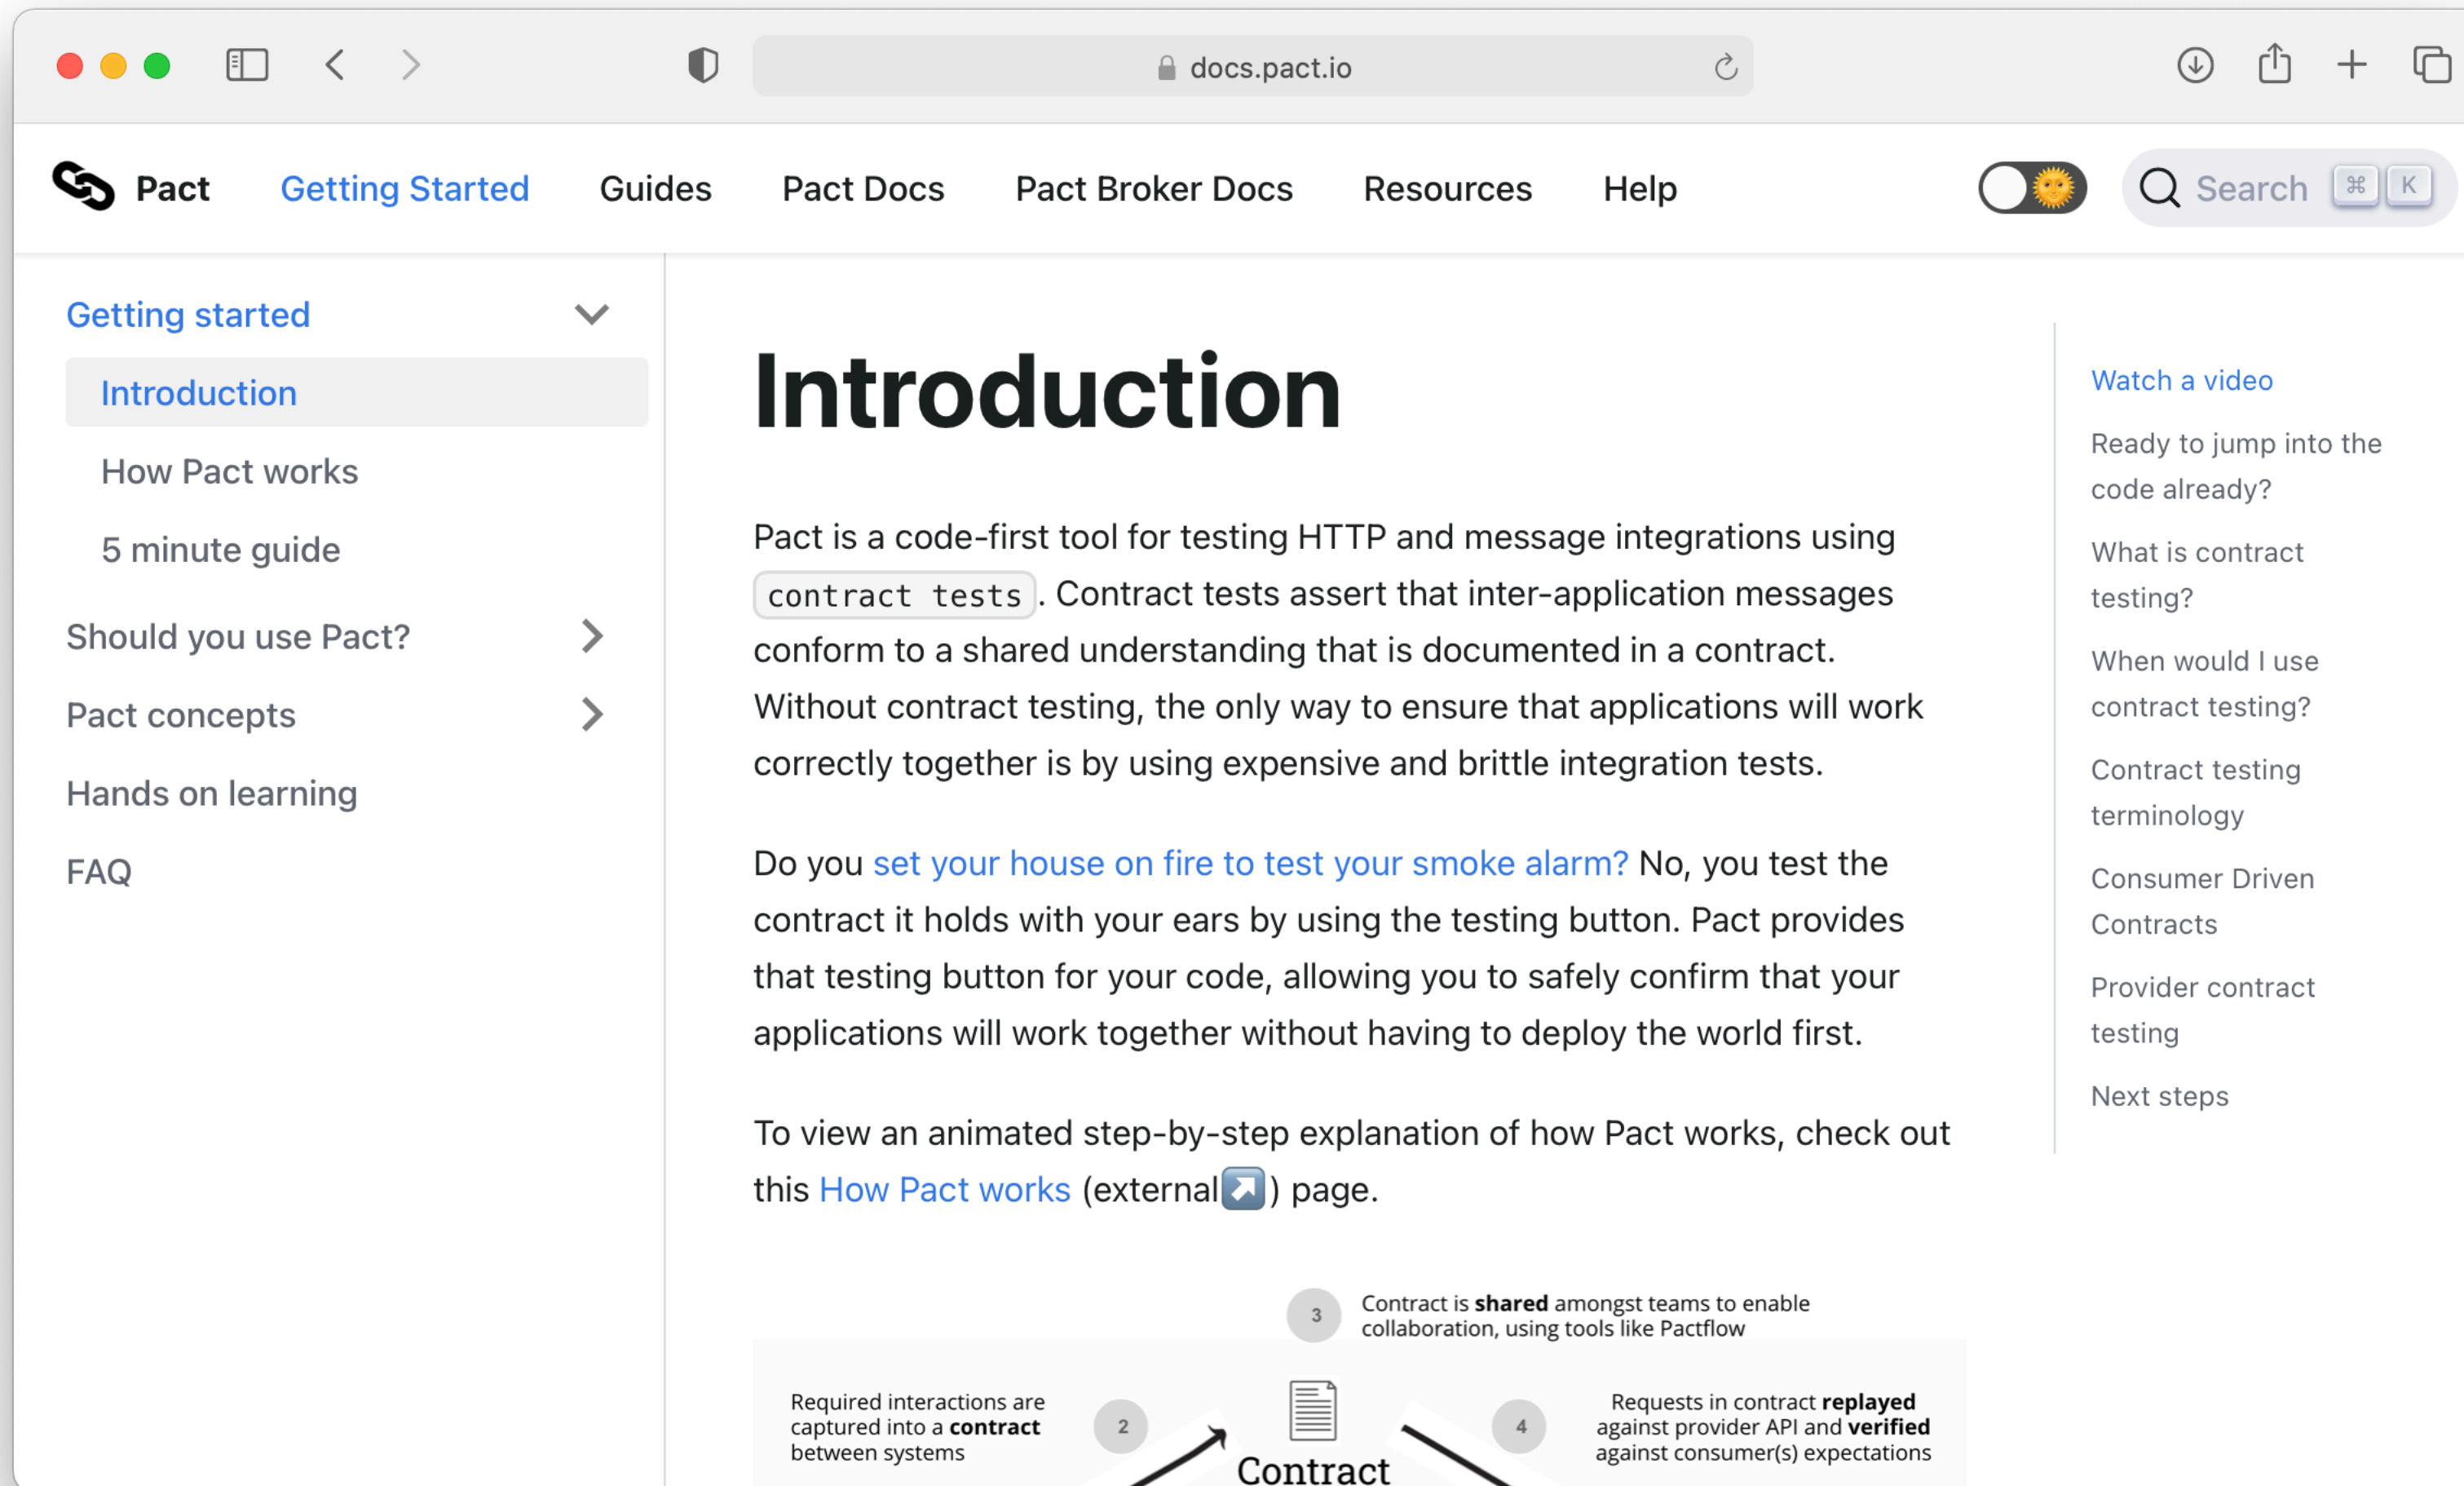 docs.pact.io
Pact
Getting Started
Guides
Pact Docs
Pact Broker Docs
Resources
Help
Search ⌘ K
Getting started
Introduction
How Pact works
5 minute guide
Should you use Pact?
Pact concepts
Hands on learning
FAQ
Introduction
Pact is a code-first tool for testing HTTP and message integrations using
contract tests. Contract tests assert that inter-application messages
conform to a shared understanding that is documented in a contract.
Without contract testing, the only way to ensure that applications will work
correctly together is by using expensive and brittle integration tests.
Do you set your house on fire to test your smoke alarm? No, you test the
contract it holds with your ears by using the testing button. Pact provides
that testing button for your code, allowing you to safely confirm that your
applications will work together without having to deploy the world first.
To view an animated step-by-step explanation of how Pact works, check out
this How Pact works (external↗️) page.
3
Contract is shared amongst teams to enable
collaboration, using tools like Pactflow
Required interactions are
captured into a contract
between systems
2
Contract
4
Requests in contract replayed
against provider API and verified
against consumer(s) expectations
Watch a video
Ready to jump into the
code already?
What is contract
testing?
When would I use
contract testing?
Contract testing
terminology
Consumer Driven
Contracts
Provider contract
testing
Next steps